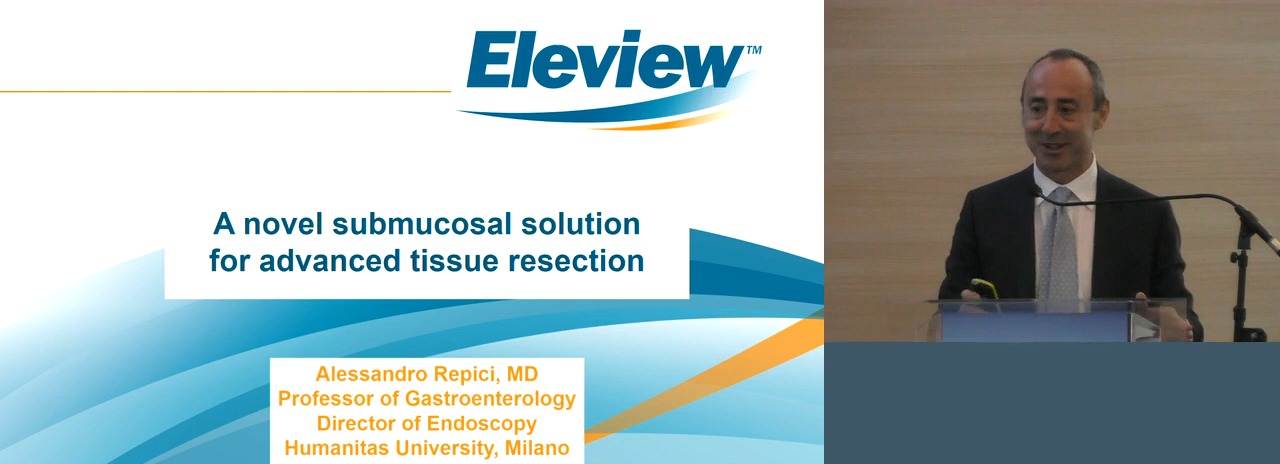 Eleview™
A novel submucosal solution
for advanced tissue resection
Alessandro Repici, MD
Professor of Gastroenterology
Director of Endoscopy
Humanitas University, Milano